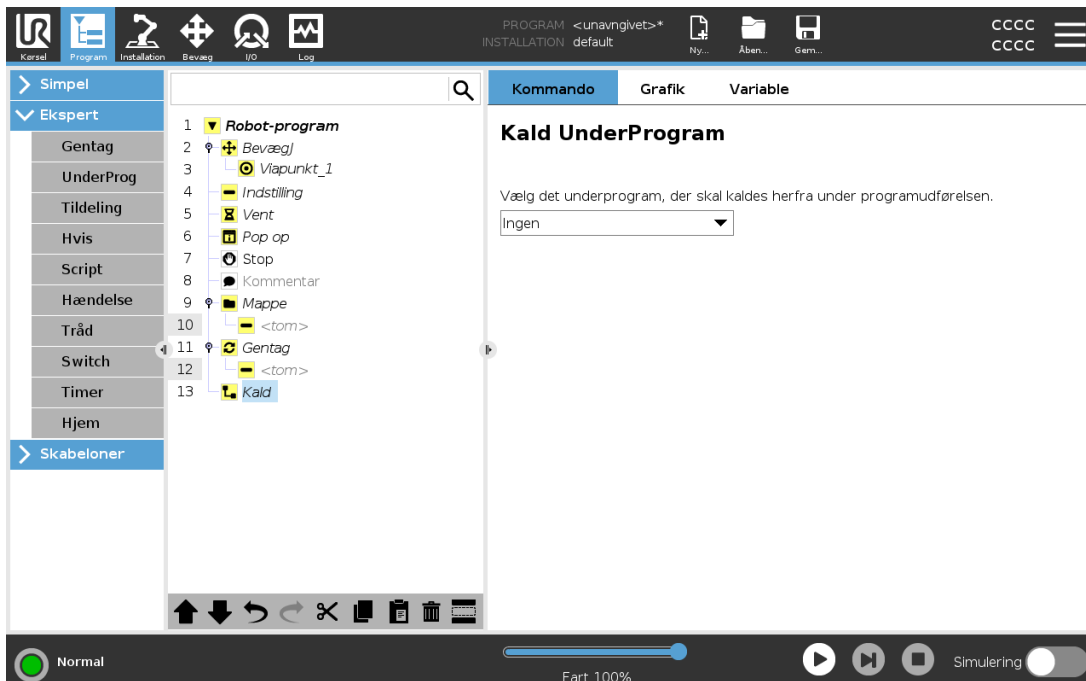 PROGRAM <unavngivet>*
INSTALLATION default
CCCC
CCCC
Kørsel Program Installation Bevæg I/O Log Ny... Åben... Gem...
Simpel
Ekspert
Gentag
UnderProg
Tildeling
Hvis
Script
Hændelse
Tråd
Switch
Timer
Hjem
Skabeloner
1 Robot-program
2 BevægJ
3 Viapunkt_1
4 Indstilling
5 Vent
6 Pop op
7 Stop
8 Kommentar
9 Mappe
10 <tom>
11 Gentag
12 <tom>
13 Kald
Kommando Grafik Variable
Kald UnderProgram
Vælg det underprogram, der skal kaldes herfra under programudførelsen.
Ingen
Normal
Fart 100%
Simulering